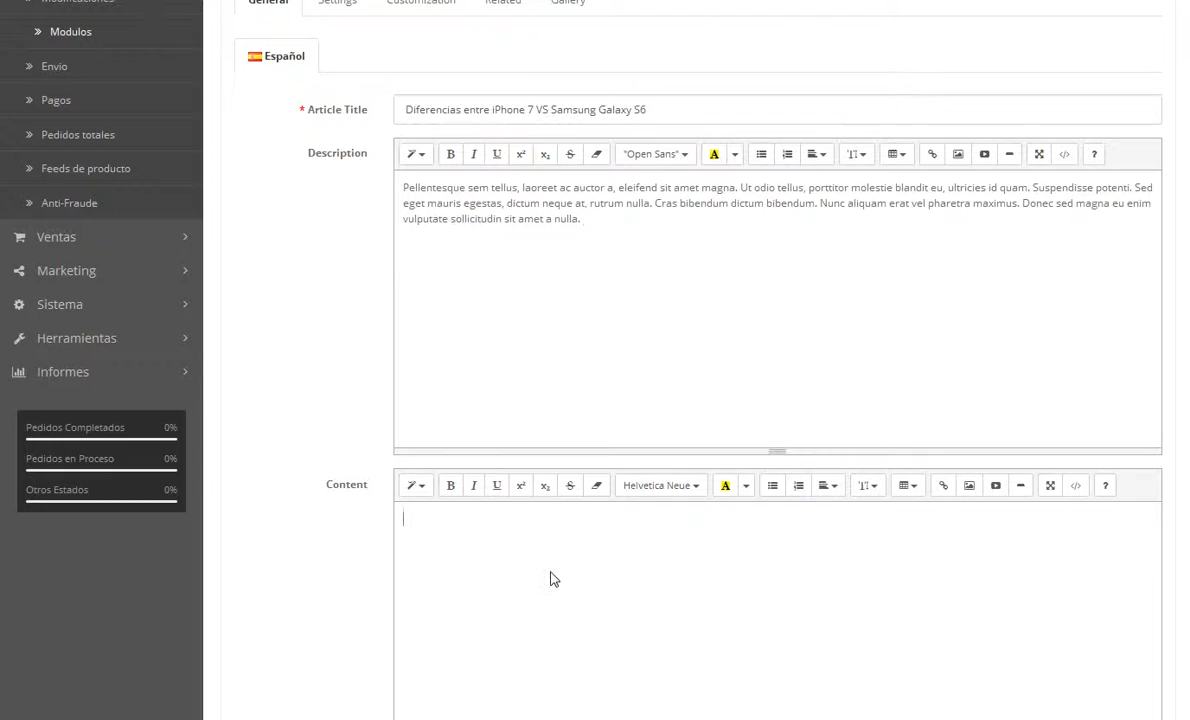 Modificaciones
Modulos
Envio
Pagos
Pedidos totales
Feeds de producto
Anti-Fraude
Ventas
Marketing
Sistema
Herramientas
Informes
Pedidos Completados 0%
Pedidos en Proceso 0%
Otros Estados 0%
General Settings Customization Related Gallery
Español
* Article Title Diferencias entre iPhone 7 VS Samsung Galaxy S6
Description
B I U x² x₂ S "Open Sans" A T I </> ?
Pellentesque sem tellus, laoreet ac auctor a, eleifend sit amet magna. Ut odio tellus, porttitor molestie blandit eu, ultricies id quam. Suspendisse potenti. Sed
eget mauris egestas, dictum neque at, rutrum nulla. Cras bibendum dictum bibendum. Nunc aliquam erat vel pharetra maximus. Donec sed magna eu enim
vulputate sollicitudin sit amet a nulla.
Content
B I U x² x₂ S Helvetica Neue A T I </> ?